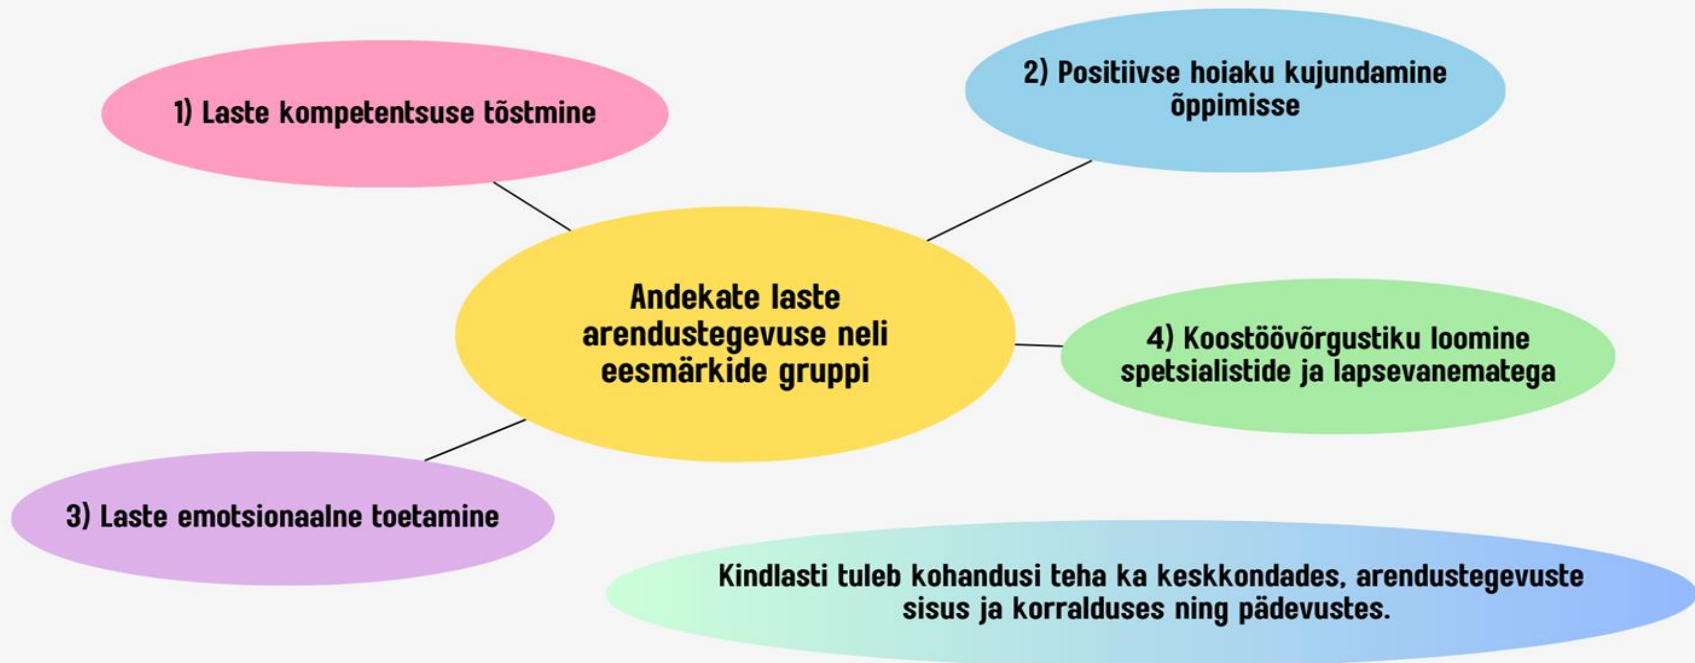 1) Laste kompetentsuse tõstmine
2) Positiivse hoiaku kujundamine
õppimisse
Andekate laste
arendustegevuse neli
eesmärkide gruppi
4) Koostöövõrgustiku loomine
spetsialistide ja lapsevanematega
3) Laste emotsionaalne toetamine
Kindlasti tuleb kohandusi teha ka keskkondades, arendustegevuste
sisus ja korralduses ning pädevustes.